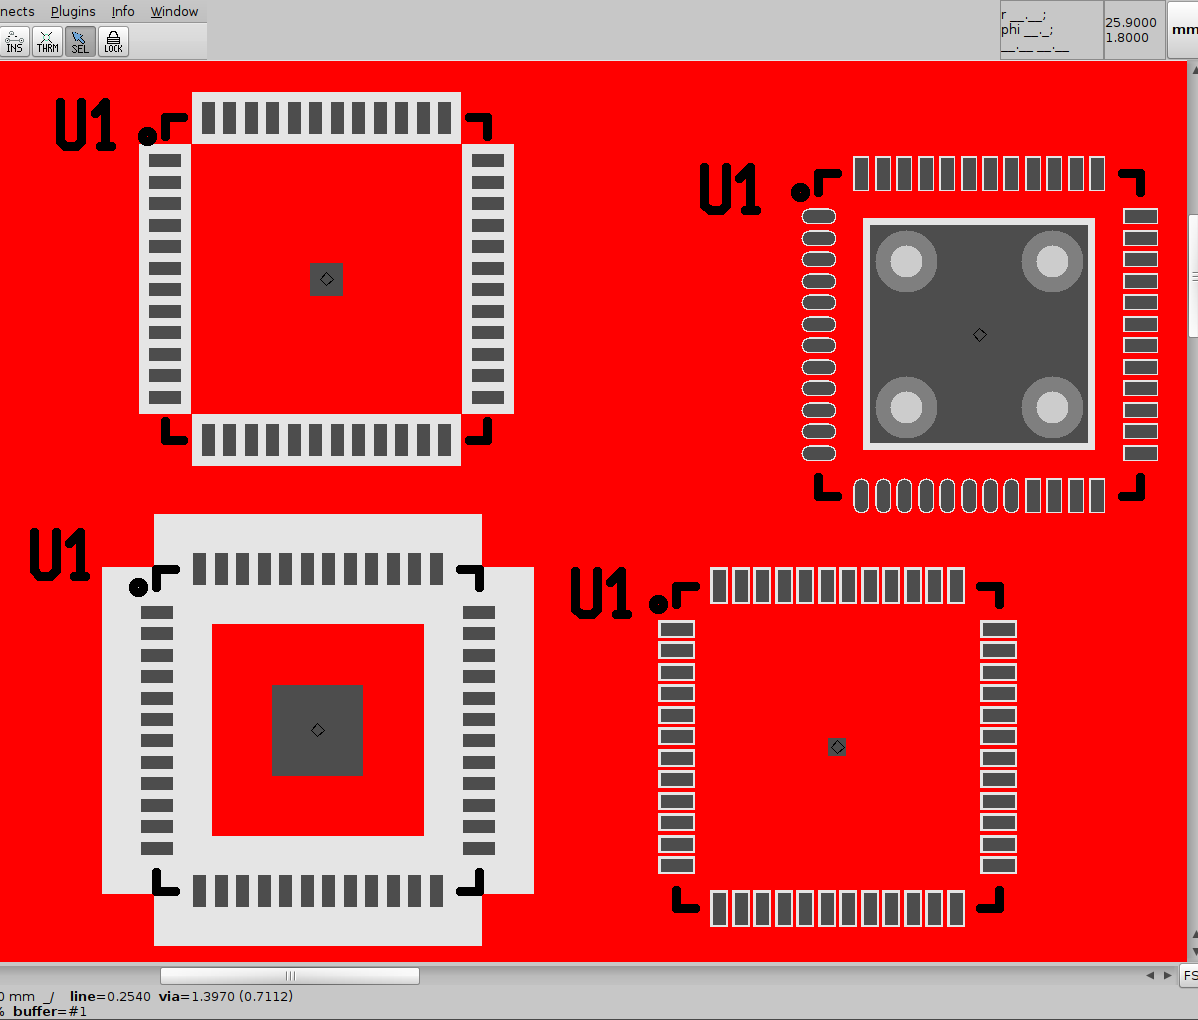 nects Plugins Info Window
INS THRM SEL LOCK
r __.__;
phi __._;
__.__ __.__
25.9000
1.8000
mm
U1
U1
U1
U1
FS
0 mm _/ line=0.2540 via=1.3970 (0.7112)
% buffer=#1